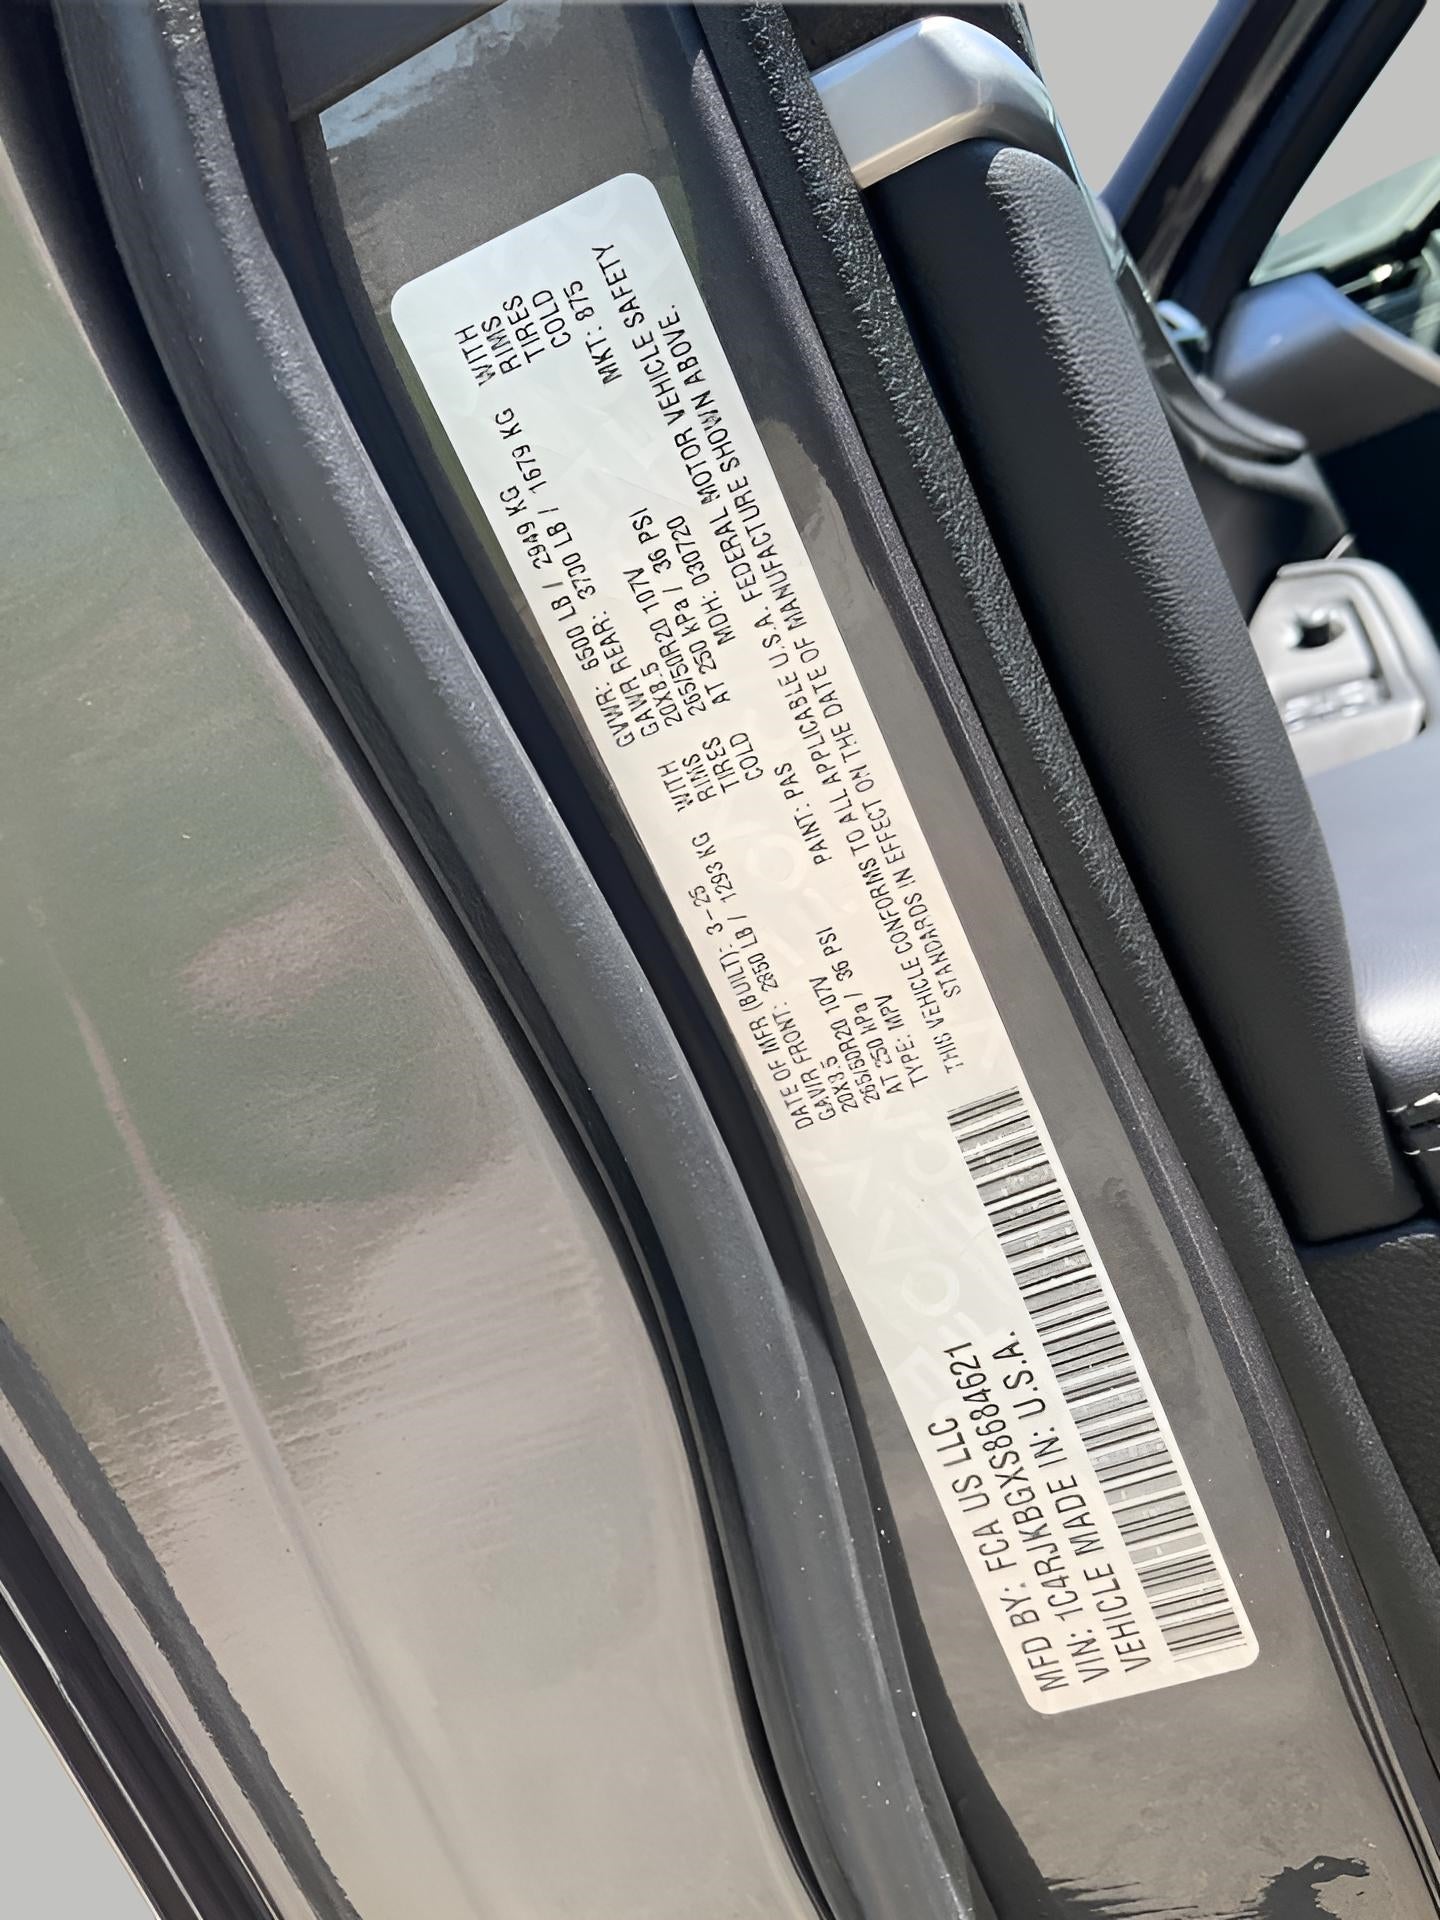 MFD BY: FCA US LLC
VIN: 1C4RJKBGXS8684621
VEHICLE MADE IN: U.S.A.
DATE OF MFR (BUILT): 3-25
GAWR FRONT: 2850 LB / 1293 KG WITH
20X8.5 RIMS
265/50R20 107V TIRES
AT 250 kPa / 36 PSI COLD
TYPE: MPV PAINT: PAS
GVWR: 6500 LB / 2949 KG
GAWR REAR: 3700 LB / 1679 KG WITH
20X8.5 RIMS
265/50R20 107V TIRES
AT 250 kPa / 36 PSI COLD
MDH: 030720 MKT: 875
THIS VEHICLE CONFORMS TO ALL APPLICABLE U.S.A. FEDERAL MOTOR VEHICLE SAFETY
STANDARDS IN EFFECT ON THE DATE OF MANUFACTURE SHOWN ABOVE.